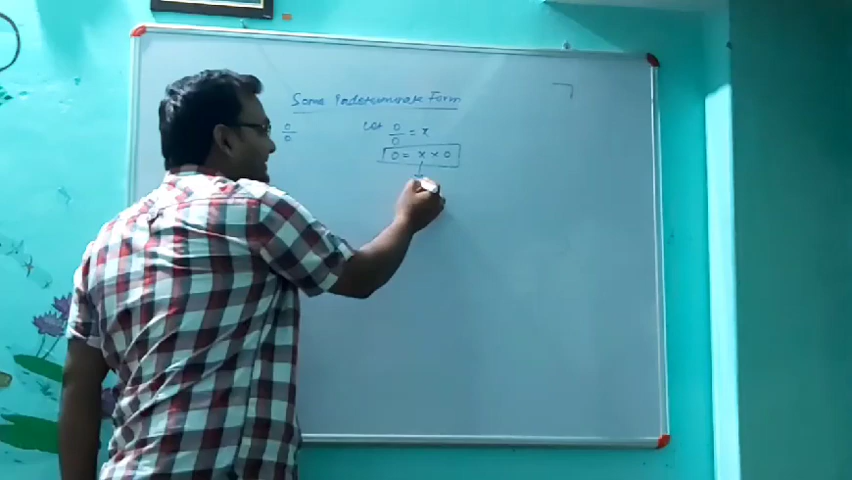 Some Indeterminate Form
0/0
Let 0/0 = x
0 = x × 0